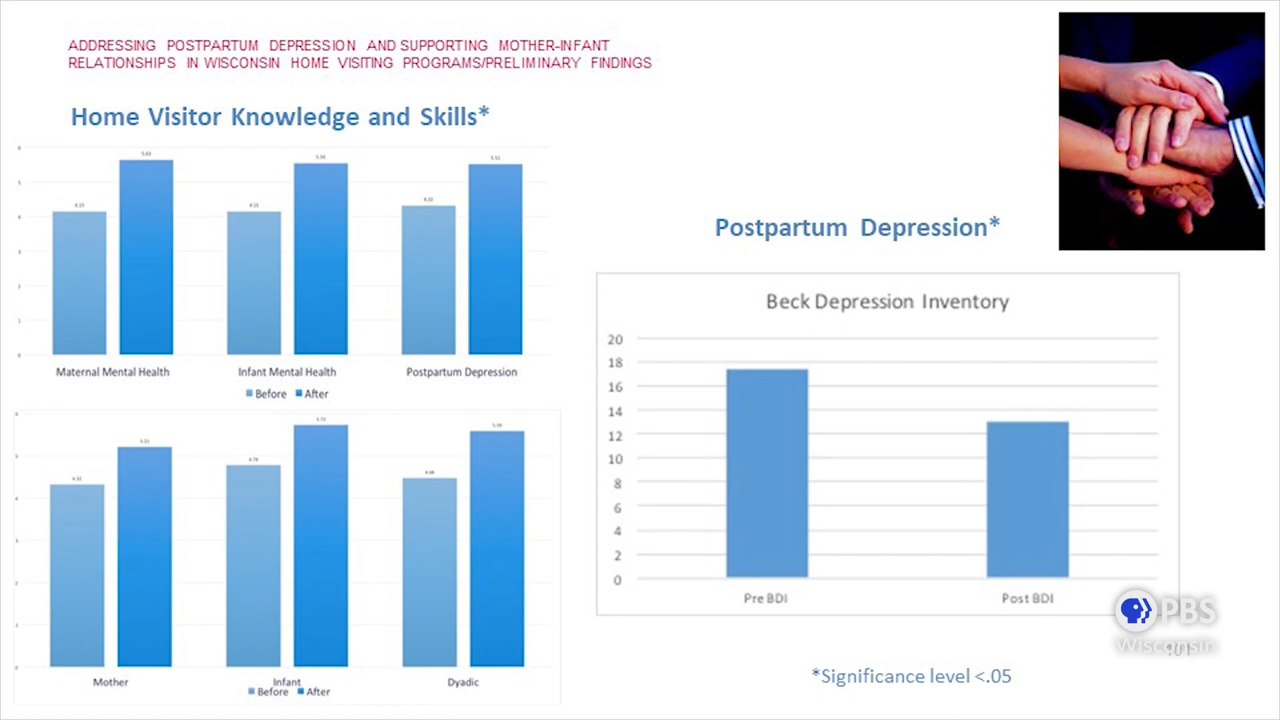 ADDRESSING POSTPARTUM DEPRESSION AND SUPPORTING MOTHER-INFANT
RELATIONSHIPS IN WISCONSIN HOME VISITING PROGRAMS/PRELIMINARY FINDINGS
Home Visitor Knowledge and Skills*
Maternal Mental Health
Infant Mental Health
Postpartum Depression
Before After
Mother
Infant
Dyadic
Before After
Postpartum Depression*
Beck Depression Inventory
20
18
16
14
12
10
8
6
4
2
0
Pre BDI
Post BDI
*Significance level <.05
PBS
Wisconsin